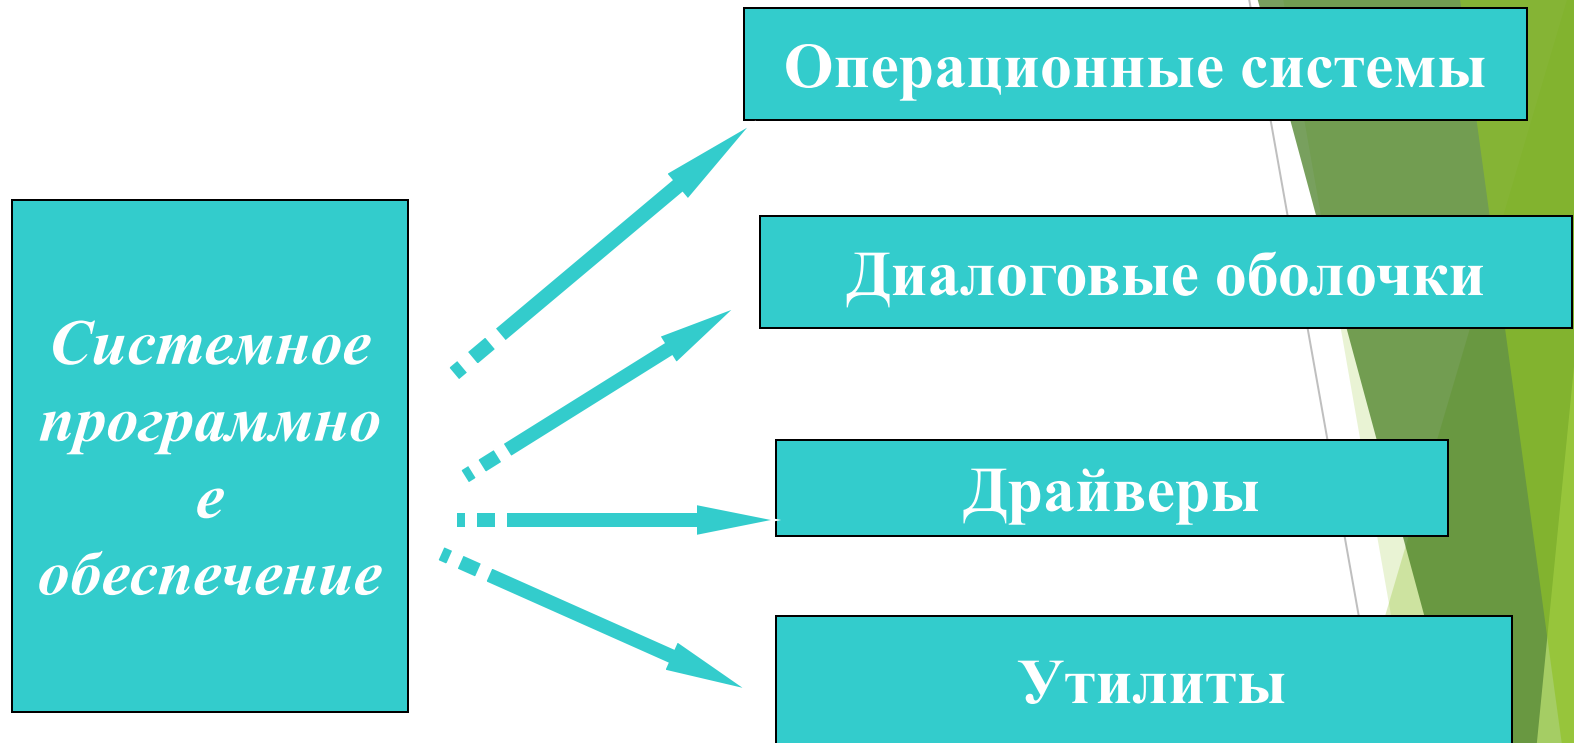 Операционные системы
Диалоговые оболочки
Системное
программно
е
обеспечение
Драйверы
Утилиты